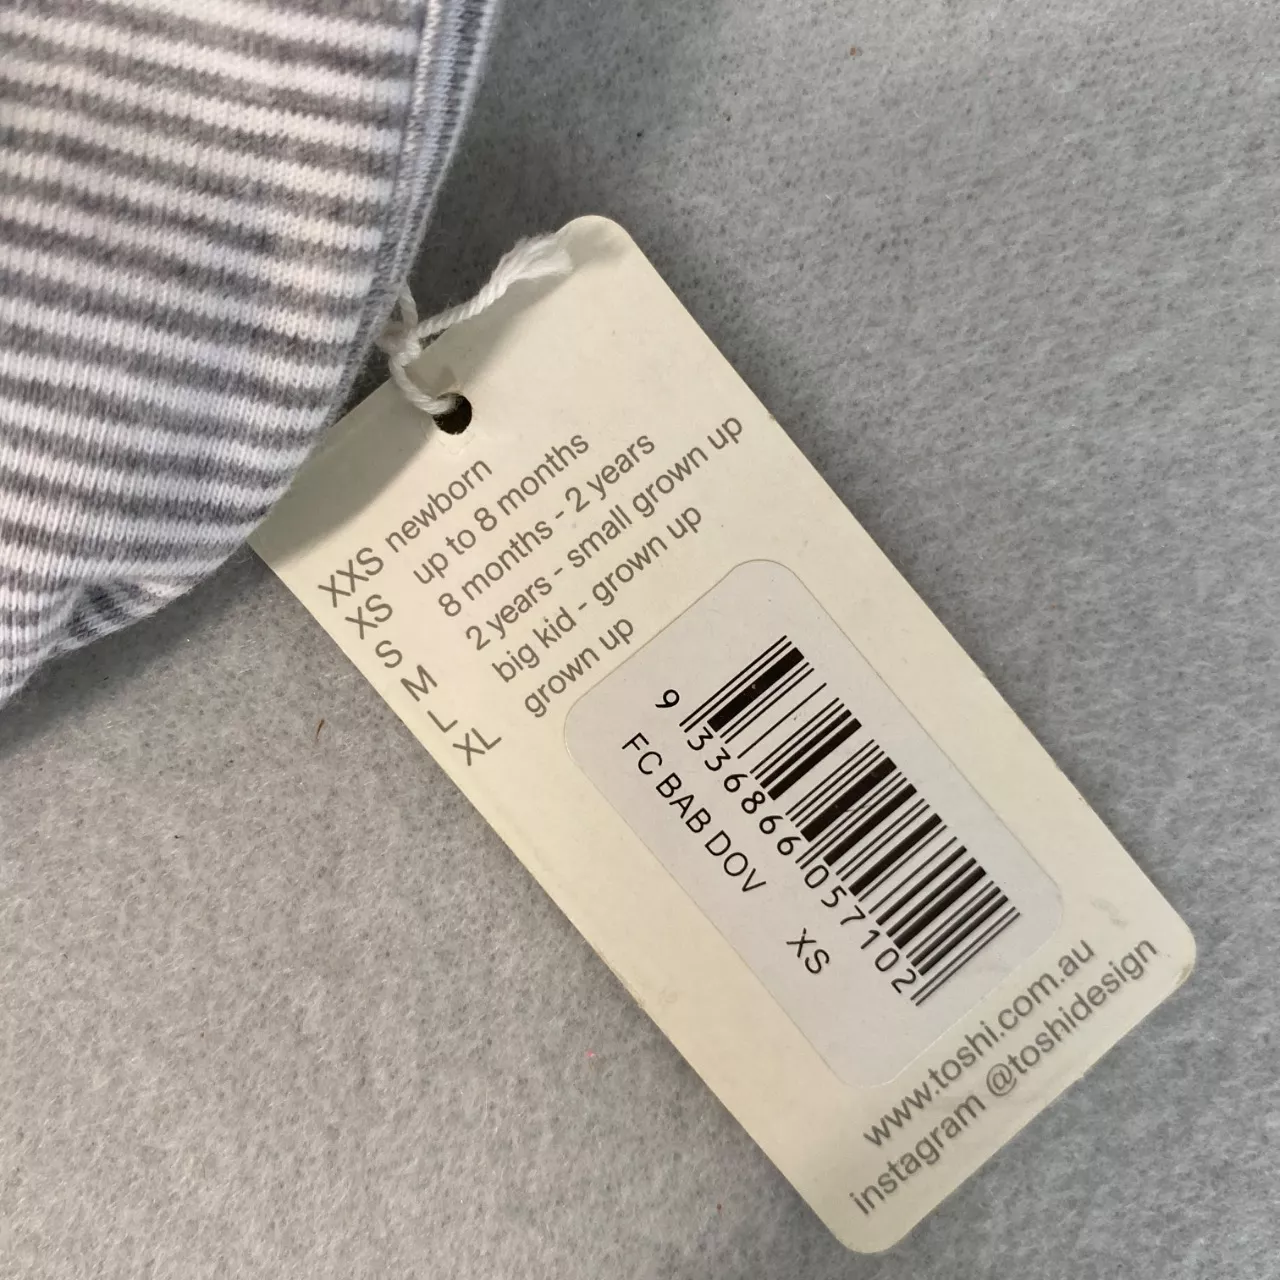 XXS newborn
XS up to 8 months
S 8 months - 2 years
M 2 years - small grown up
L big kid - grown up
XL grown up
9 336866 057102
FC BAB DOV XS
www.toshi.com.au
instagram @toshidesign